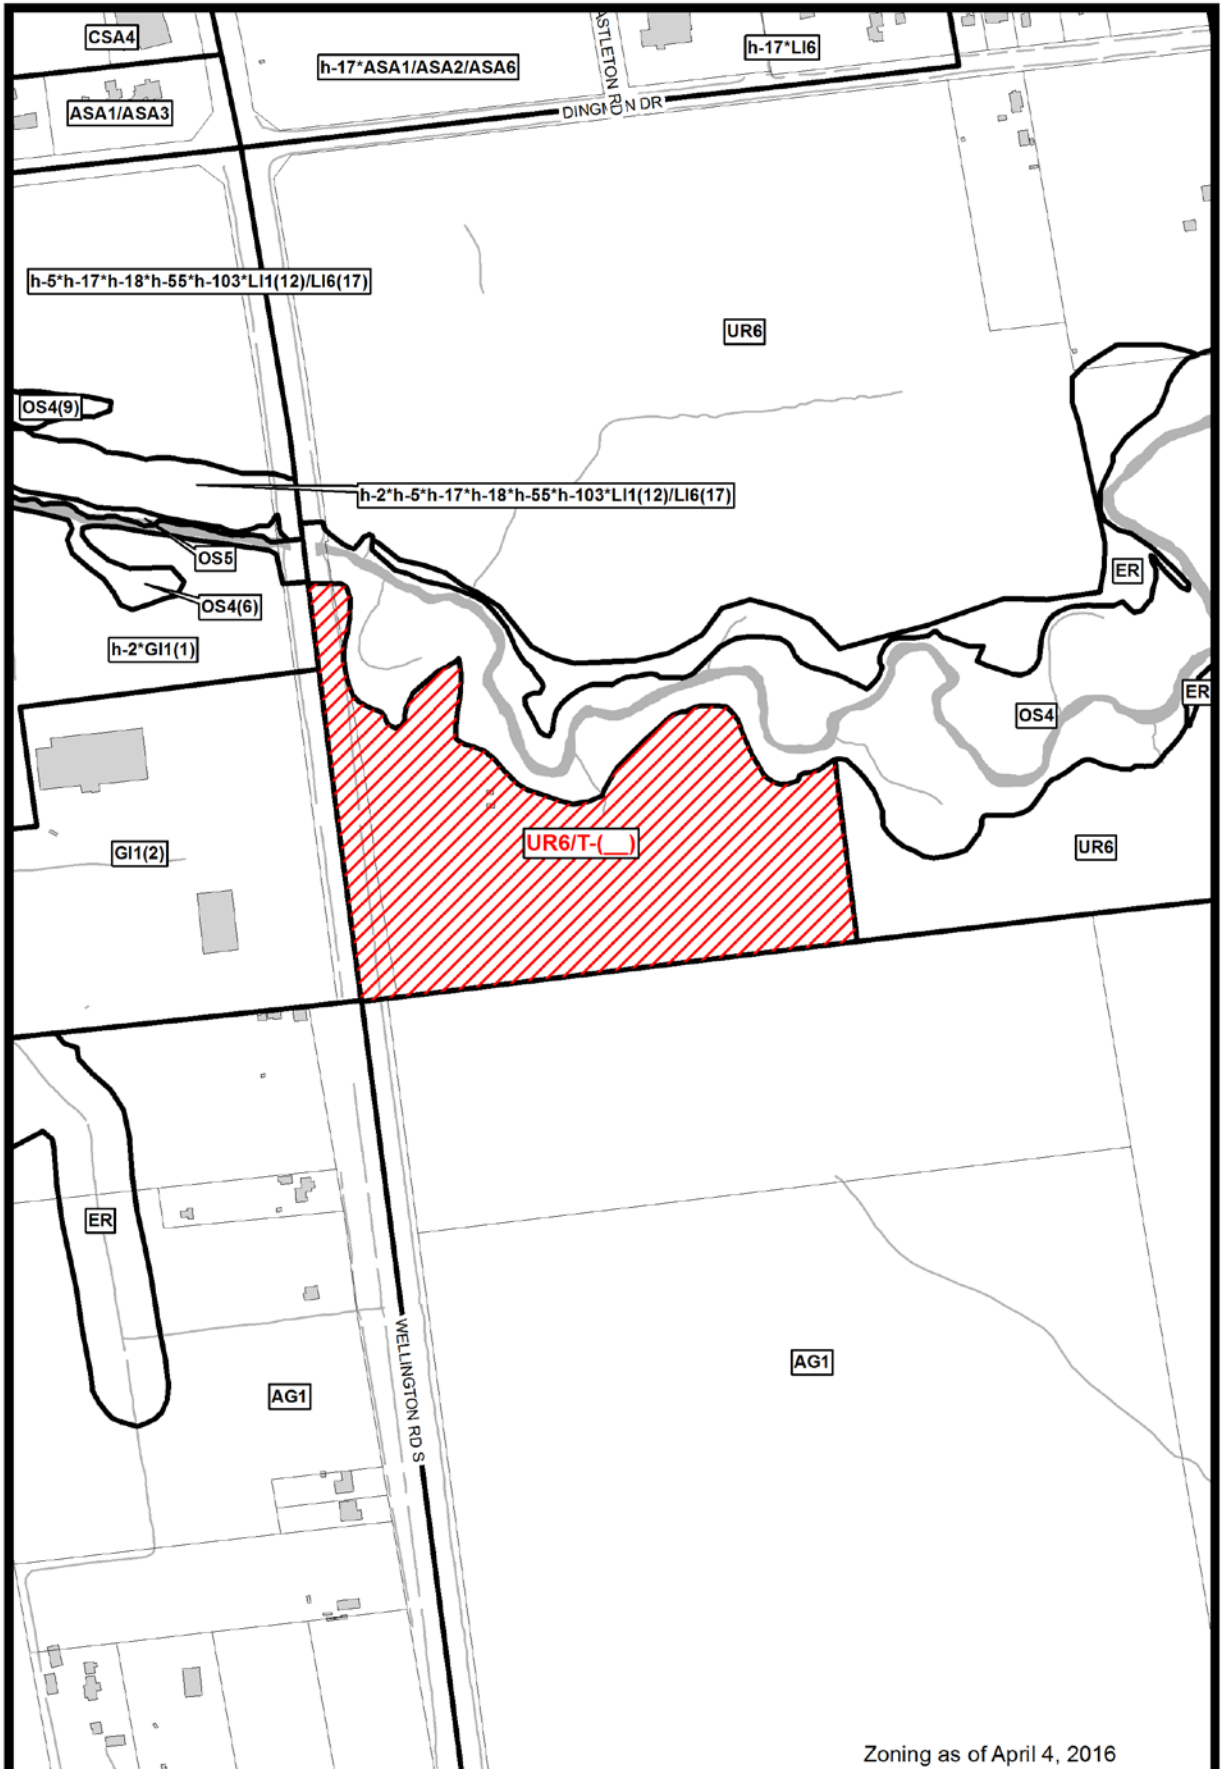 CSA4
h-17*ASA1/ASA2/ASA6
h-17*LI6
ASA1/ASA3
DINGM N DR
ASTLETON RD
h-5*h-17*h-18*h-55*h-103*LI1(12)/LI6(17)
UR6
OS4(9)
h-2*h-5*h-17*h-18*h-55*h-103*LI1(12)/LI6(17)
OS5
ER
OS4(6)
h-2*GI1(1)
ER
OS4
UR6/T-(__)
UR6
GI1(2)
ER
AG1
AG1
WELLINGTON RD S
Zoning as of April 4, 2016